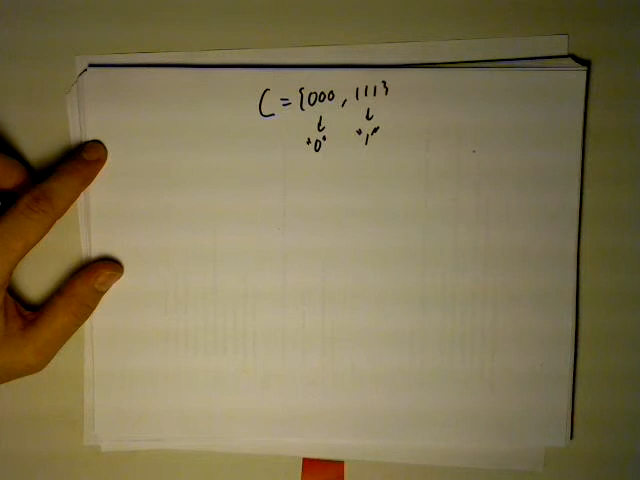 C = {000, 111}
↓ ↓
"0" "1"